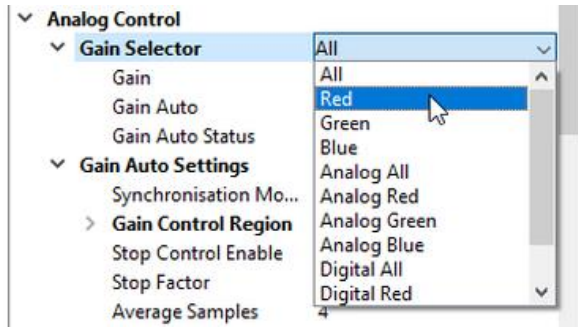 Analog Control
Gain Selector All
Gain All
Gain Auto Red
Gain Auto Status Green
Blue
Gain Auto Settings Analog All
Synchronisation Mo... Analog Red
Gain Control Region Analog Green
Stop Control Enable Analog Blue
Stop Factor Digital All
Average Samples Digital Red